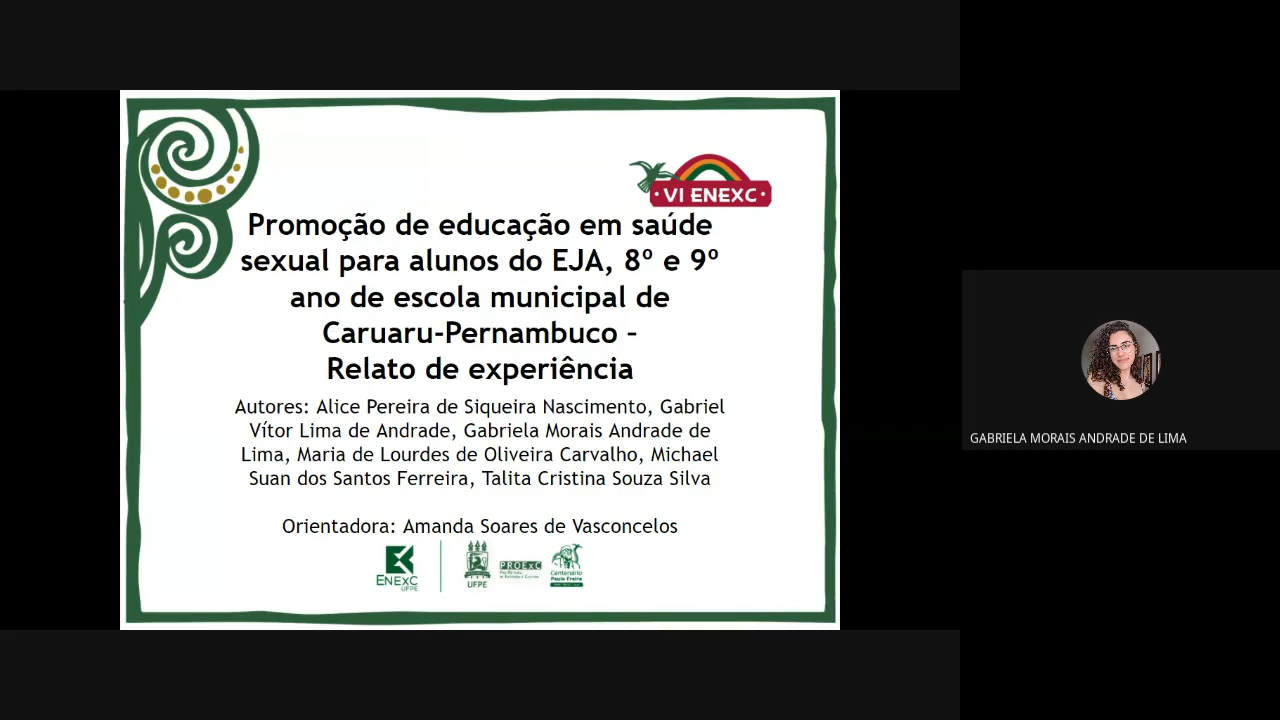 VI ENEXC
Promoção de educação em saúde
sexual para alunos do EJA, 8º e 9º
ano de escola municipal de
Caruaru-Pernambuco –
Relato de experiência
Autores: Alice Pereira de Siqueira Nascimento, Gabriel
Vítor Lima de Andrade, Gabriela Morais Andrade de
Lima, Maria de Lourdes de Oliveira Carvalho, Michael
Suan dos Santos Ferreira, Talita Cristina Souza Silva
Orientadora: Amanda Soares de Vasconcelos
ENEXC
UFPE
UFPE
PROEXC
Centenário
Paulo Freire
GABRIELA MORAIS ANDRADE DE LIMA